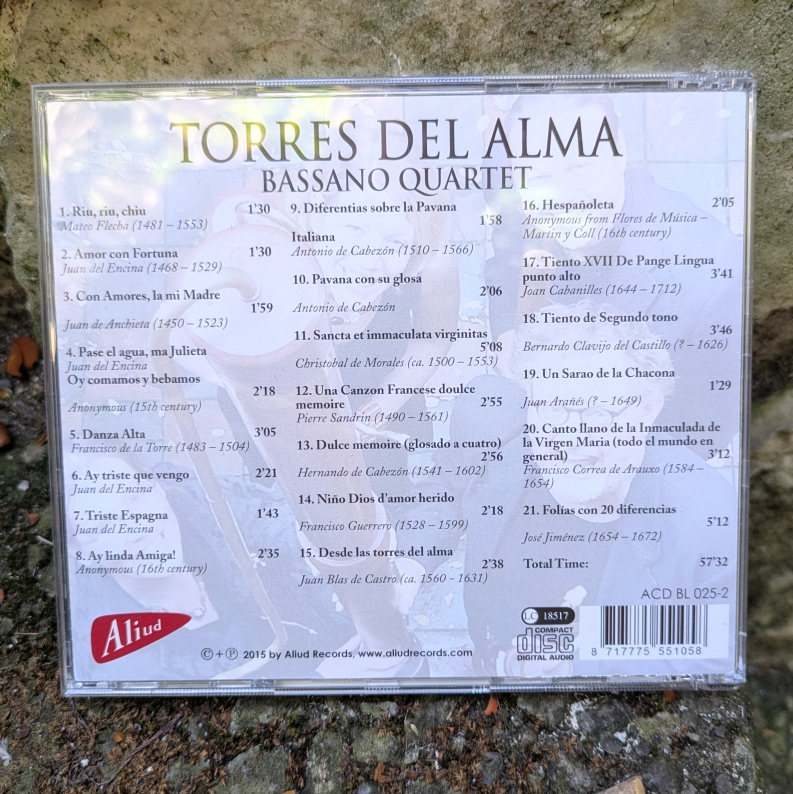 TORRES DEL ALMA
BASSANO QUARTET
1. Riu, riu, chiu 1'30
Mateo Flecha (1481 – 1553)
2. Amor con Fortuna 1'30
Juan del Encina (1468 – 1529)
3. Con Amores, la mi Madre
1'59
Juan de Anchieta (1450 – 1523)
4. Pase el agua, ma Julieta
Juan del Encina
Oy comamos y bebamos
2'18
Anonymous (15th century)
5. Danza Alta 3'05
Francisco de la Torre (1483 – 1504)
6. Ay triste que vengo 2'21
Juan del Encina
7. Triste Espagna 1'43
Juan del Encina
8. Ay linda Amiga! 2'35
Anonymous (16th century)
9. Diferentias sobre la Pavana
1'58
Italiana
Antonio de Cabezón (1510 – 1566)
10. Pavana con su glosa
2'06
Antonio de Cabezón
11. Sancta et immaculata virginitas
5'08
Christobal de Morales (ca. 1500 – 1553)
12. Una Canzon Francese doulce
memoire 2'55
Pierre Sandrin (1490 – 1561)
13. Dulce memoire (glosado a cuatro)
2'56
Hernando de Cabezón (1541 – 1602)
14. Niño Dios d'amor herido
2'18
Francisco Guerrero (1528 – 1599)
15. Desde las torres del alma
2'38
Juan Blas de Castro (ca. 1560 – 1631)
16. Hespañoleta 2'05
Anonymous from Flores de Música –
Martin y Coll (16th century)
17. Tiento XVII De Pange Lingua
punto alto 3'41
Joan Cabanilles (1644 – 1712)
18. Tiento de Segundo tono
3'46
Bernardo Clavijo del Castillo (? – 1626)
19. Un Sarao de la Chacona
1'29
Juan Arañés (? – 1649)
20. Canto llano de la Inmaculada de
la Virgen Maria (todo el mundo en
general) 3'12
Francisco Correa de Arauxo (1584 –
1654)
21. Folías con 20 diferencias
5'12
José Jiménez (1654 – 1672)
Total Time: 57'32
ACD BL 025-2
Aliud
©+℗ 2015 by Aliud Records, www.aliudrecords.com
LC 18517
COMPACT
disc
DIGITAL AUDIO
8 717775 551058